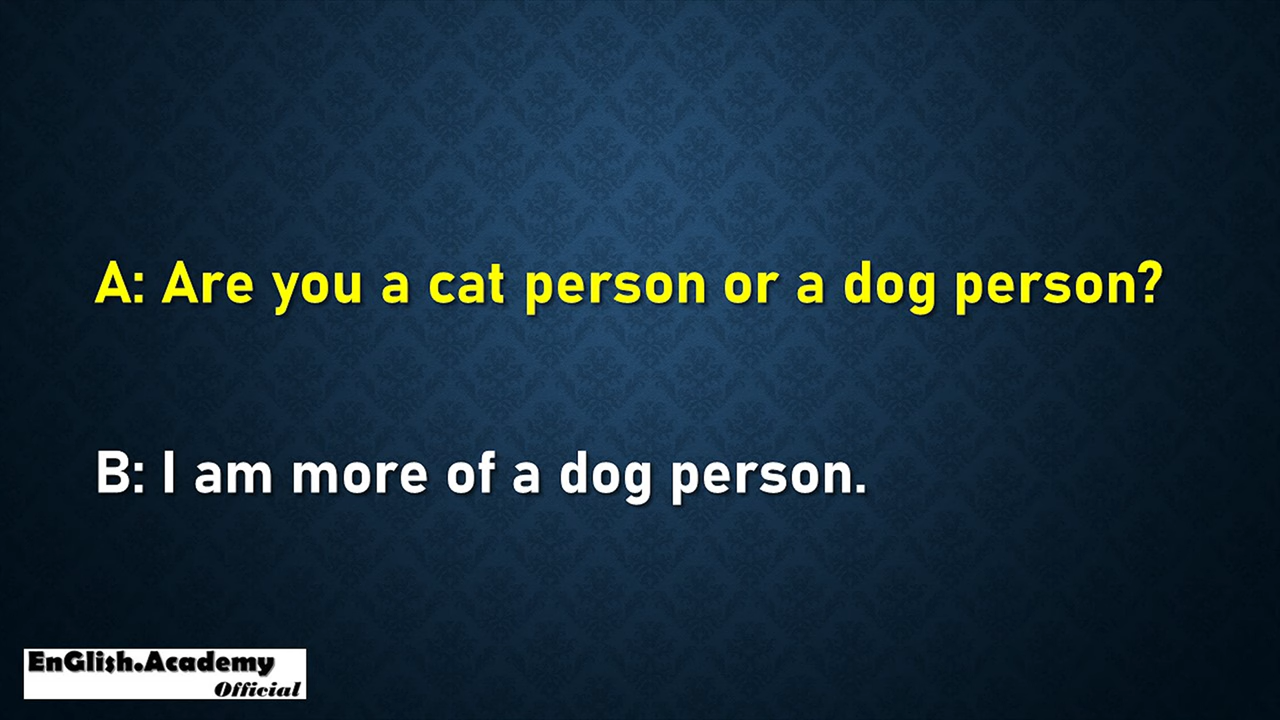 A: Are you a cat person or a dog person?
B: I am more of a dog person.
EnGlish.Academy
Official